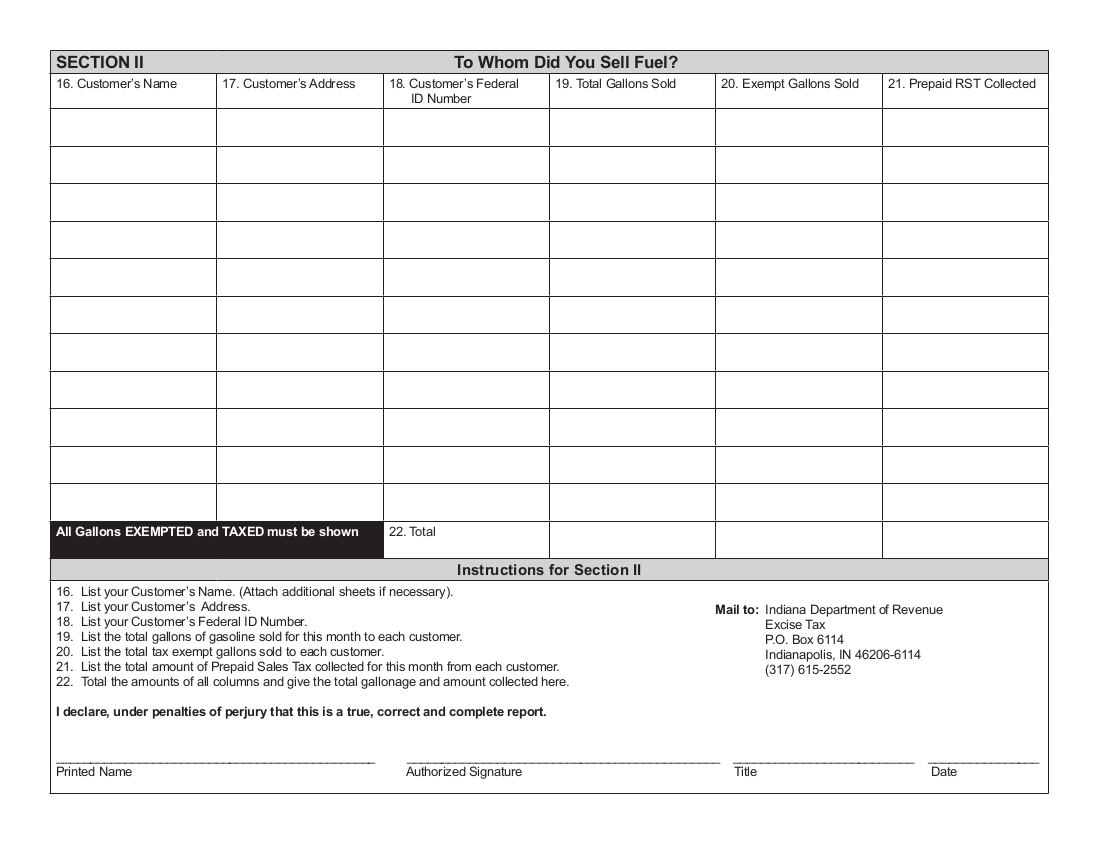 SECTION II To Whom Did You Sell Fuel?
16. Customer's Name 17. Customer's Address 18. Customer's Federal ID Number 19. Total Gallons Sold 20. Exempt Gallons Sold 21. Prepaid RST Collected
All Gallons EXEMPTED and TAXED must be shown 22. Total
Instructions for Section II
16. List your Customer's Name. (Attach additional sheets if necessary).
17. List your Customer's Address.
18. List your Customer's Federal ID Number.
19. List the total gallons of gasoline sold for this month to each customer.
20. List the total tax exempt gallons sold to each customer.
21. List the total amount of Prepaid Sales Tax collected for this month from each customer.
22. Total the amounts of all columns and give the total gallonage and amount collected here.
Mail to: Indiana Department of Revenue
Excise Tax
P.O. Box 6114
Indianapolis, IN 46206-6114
(317) 615-2552
I declare, under penalties of perjury that this is a true, correct and complete report.
Printed Name Authorized Signature Title Date